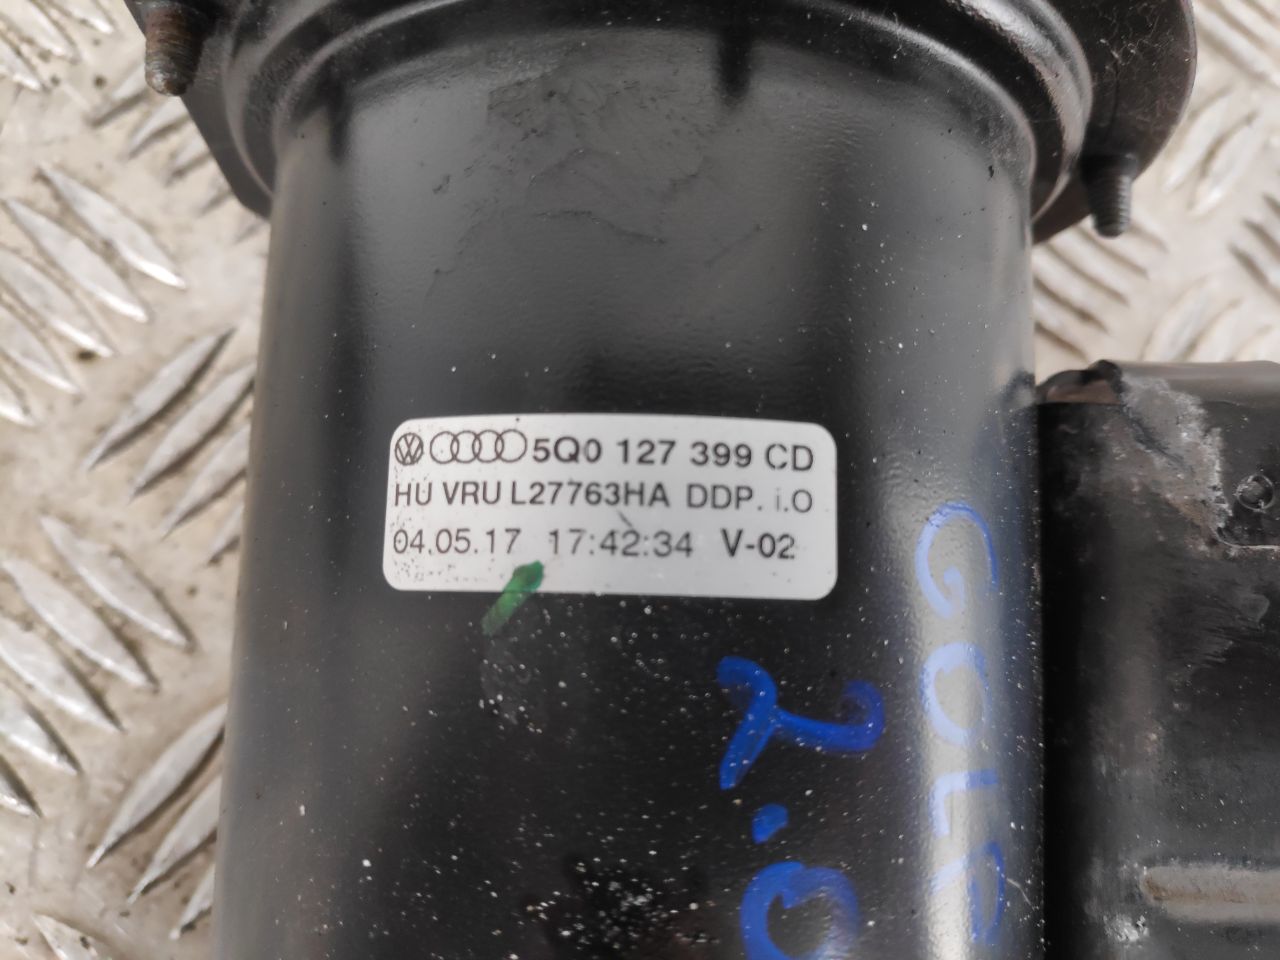 5Q0 127 399 CD
HU VRU L27763HA DDP. i.O
04.05.17 17:42:34 V-02
GOLF
2.0